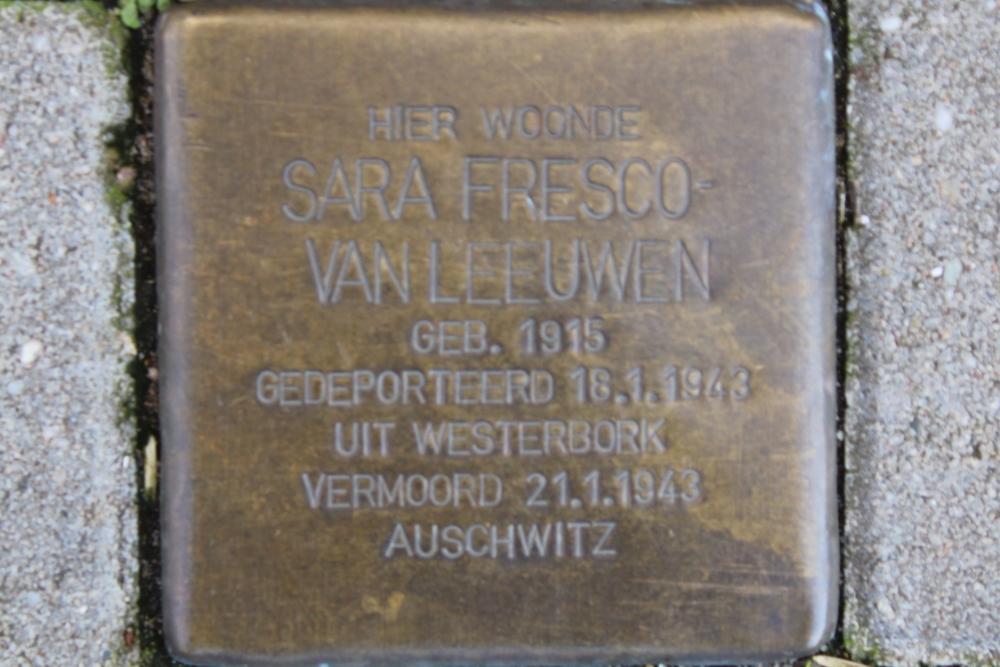 HIER WOONDE
SARA FRESCO-
VAN LEEUWEN
GEB. 1915
GEDEPORTEERD 18.1.1943
UIT WESTERBORK
VERMOORD 21.1.1943
AUSCHWITZ